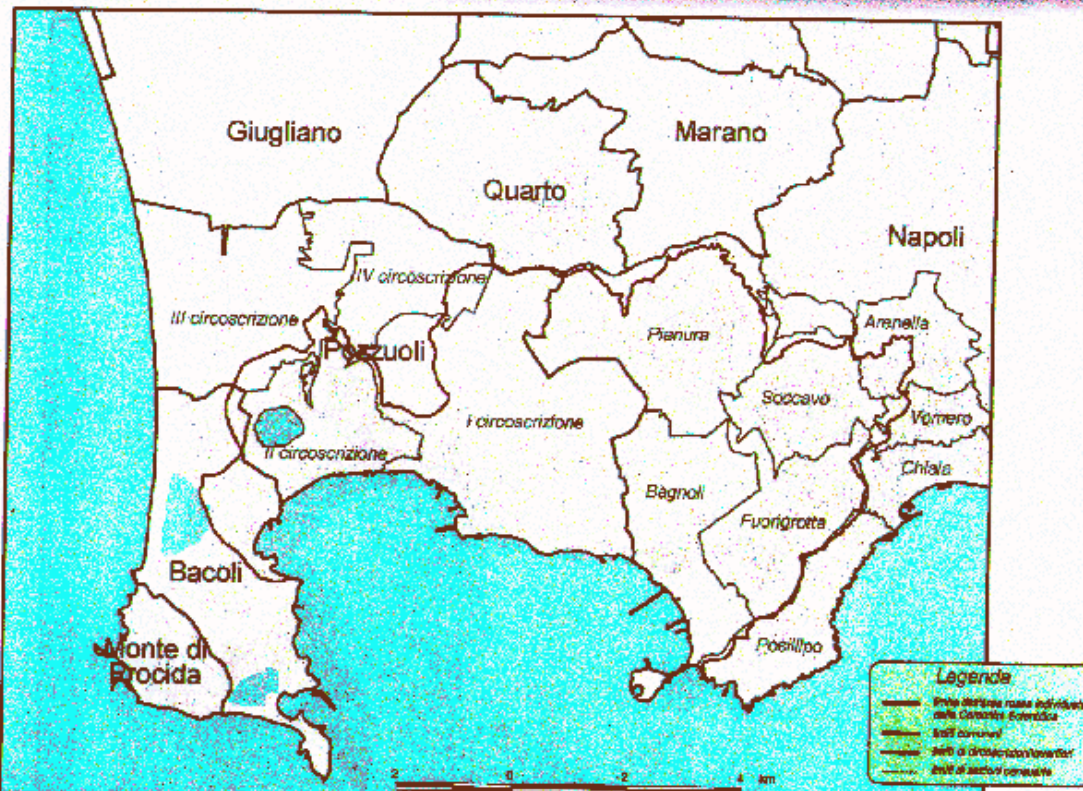 Giugliano
Marano
Quarto
Napoli
IV circoscrizione
III circoscrizione
Arenella
Pianura
Pozzuoli
Soccavo
I circoscrizione
Vomero
II circoscrizione
Chiaia
Bagnoli
Fuorigrotta
Bacoli
Monte di
Procida
Posillipo
Legenda
limiti comunali
limiti di sezioni censuarie
2 0 2 4 km